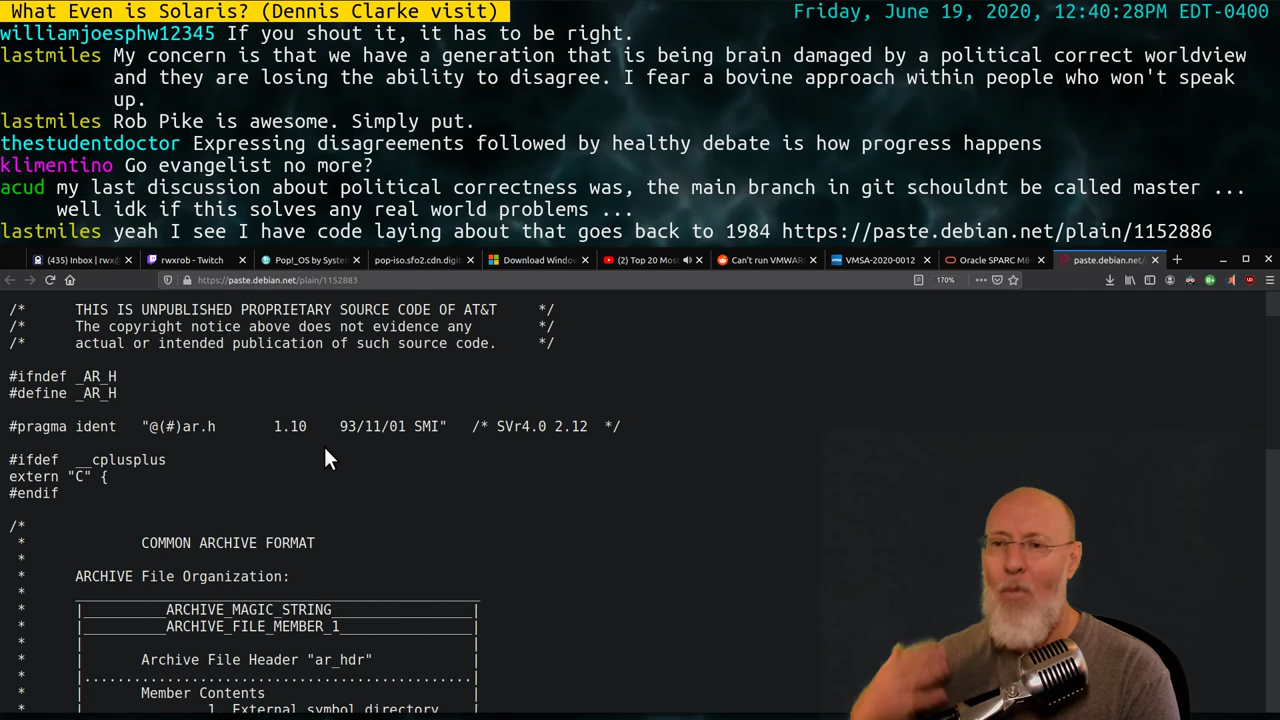 What Even is Solaris? (Dennis Clarke visit)
Friday, June 19, 2020, 12:40:28PM EDT-0400
williamjoesphw12345 If you shout it, it has to be right.
lastmiles My concern is that we have a generation that is being brain damaged by a political correct worldview
and they are losing the ability to disagree. I fear a bovine approach within people who won't speak
up.
lastmiles Rob Pike is awesome. Simply put.
thestudentdoctor Expressing disagreements followed by healthy debate is how progress happens
klimentino Go evangelist no more?
acud my last discussion about political correctness was, the main branch in git schouldnt be called master ...
well idk if this solves any real world problems ...
lastmiles yeah I see I have code laying about that goes back to 1984 https://paste.debian.net/plain/1152886
(435) Inbox | rwx@r
rwxrob - Twitch
Pop!_OS by System
pop-iso.sfo2.cdn.digit
Download Window
(2) Top 20 Mos
Can't run VMWAR
VMSA-2020-0012
Oracle SPARC M8-
paste.debian.net/
https://paste.debian.net/plain/1152883
170%
/* THIS IS UNPUBLISHED PROPRIETARY SOURCE CODE OF AT&T */
/* The copyright notice above does not evidence any */
/* actual or intended publication of such source code. */
#ifndef _AR_H
#define _AR_H
#pragma ident "@(#)ar.h 1.10 93/11/01 SMI" /* SVr4.0 2.12 */
#ifdef __cplusplus
extern "C" {
#endif
/*
* COMMON ARCHIVE FORMAT
*
* ARCHIVE File Organization:
* _______________________________________________
* |__________ARCHIVE_MAGIC_STRING_________________|
* |__________ARCHIVE_FILE_MEMBER_1________________|
* | |
* | Archive File Header "ar_hdr" |
* |...............................................|
* | Member Contents |
* | 1. External symbol directory |